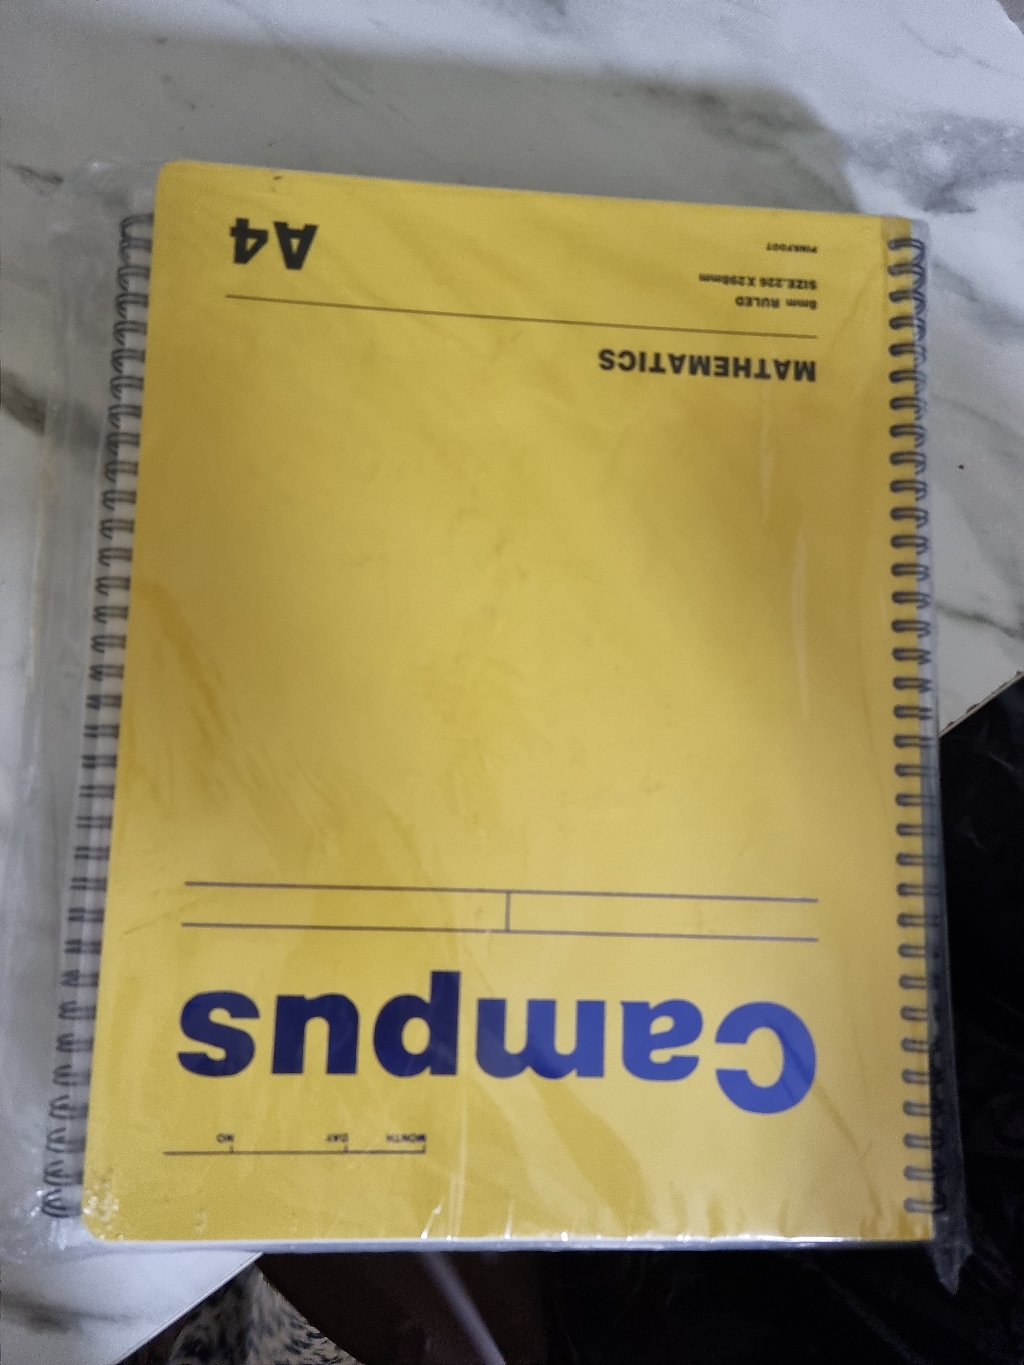 MONTH DAY NO
Campus
MATHEMATICS
8mm RULED
SIZE.226 X 298mm
PINKFOOT
A4